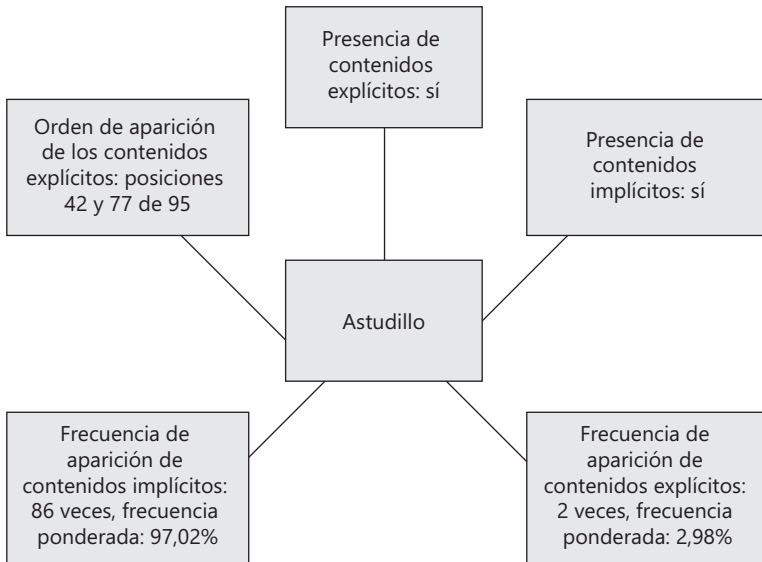 Presencia de
contenidos
explícitos: sí
Orden de aparición
de los contenidos
explícitos: posiciones
42 y 77 de 95
Presencia de
contenidos
implícitos: sí
Astudillo
Frecuencia de
aparición de
contenidos implícitos:
86 veces, frecuencia
ponderada: 97,02%
Frecuencia de
aparición de
contenidos explícitos:
2 veces, frecuencia
ponderada: 2,98%